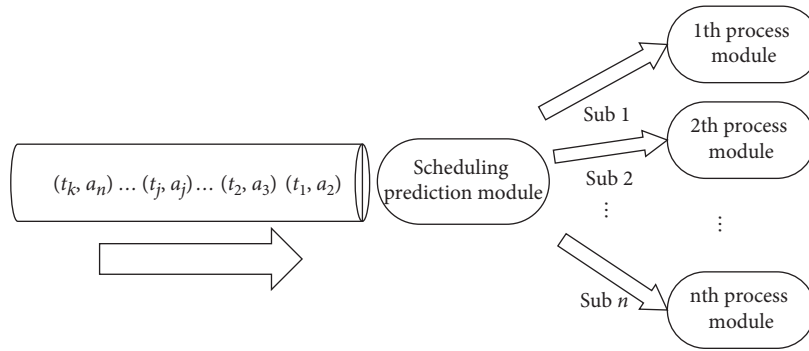 1th process
module
Sub 1
2th process
module
(t_k, a_n) … (t_j, a_j) … (t_2, a_3) (t_1, a_2)
Scheduling
prediction module
Sub 2
⋮
⋮
Sub n
nth process
module